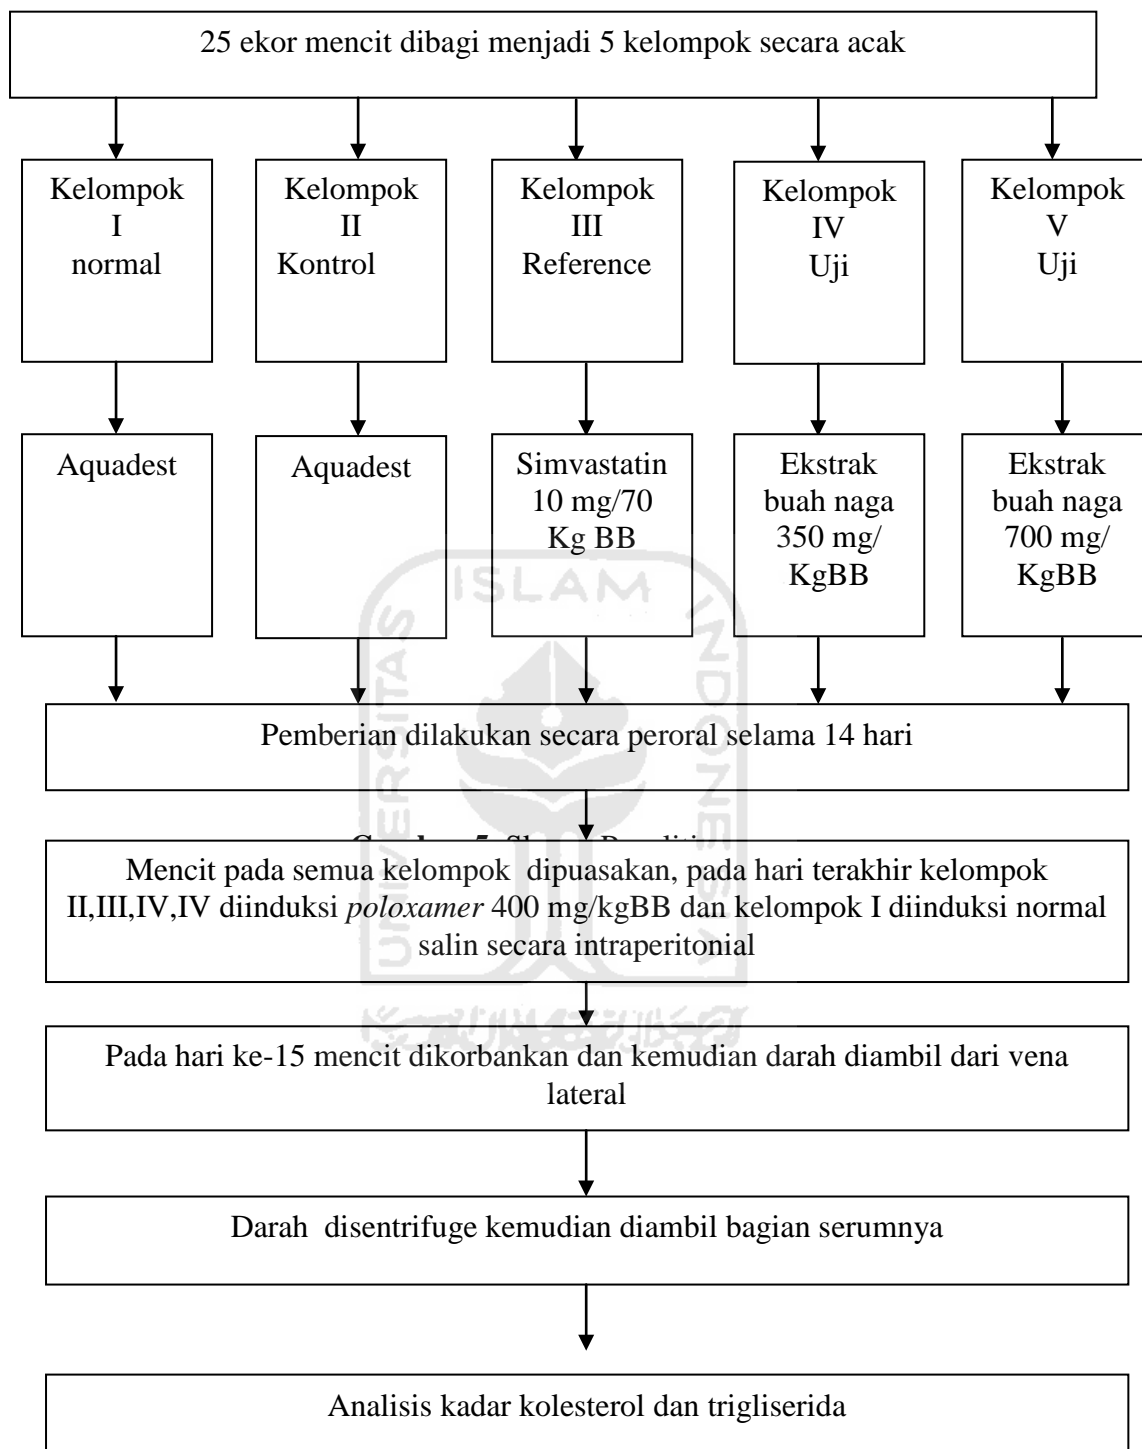 25 ekor mencit dibagi menjadi 5 kelompok secara acak
Kelompok
I
normal
Kelompok
II
Kontrol
Kelompok
III
Reference
Kelompok
IV
Uji
Kelompok
V
Uji
Aquadest
Aquadest
Simvastatin
10 mg/70
Kg BB
Ekstrak
buah naga
350 mg/
KgBB
Ekstrak
buah naga
700 mg/
KgBB
UNIVERSITAS ISLAM INDONESIA
Pemberian dilakukan secara peroral selama 14 hari
Mencit pada semua kelompok dipuasakan, pada hari terakhir kelompok
II,III,IV,IV diinduksi poloxamer 400 mg/kgBB dan kelompok I diinduksi normal
salin secara intraperitonial
Pada hari ke-15 mencit dikorbankan dan kemudian darah diambil dari vena
lateral
Darah disentrifuge kemudian diambil bagian serumnya
Analisis kadar kolesterol dan trigliserida